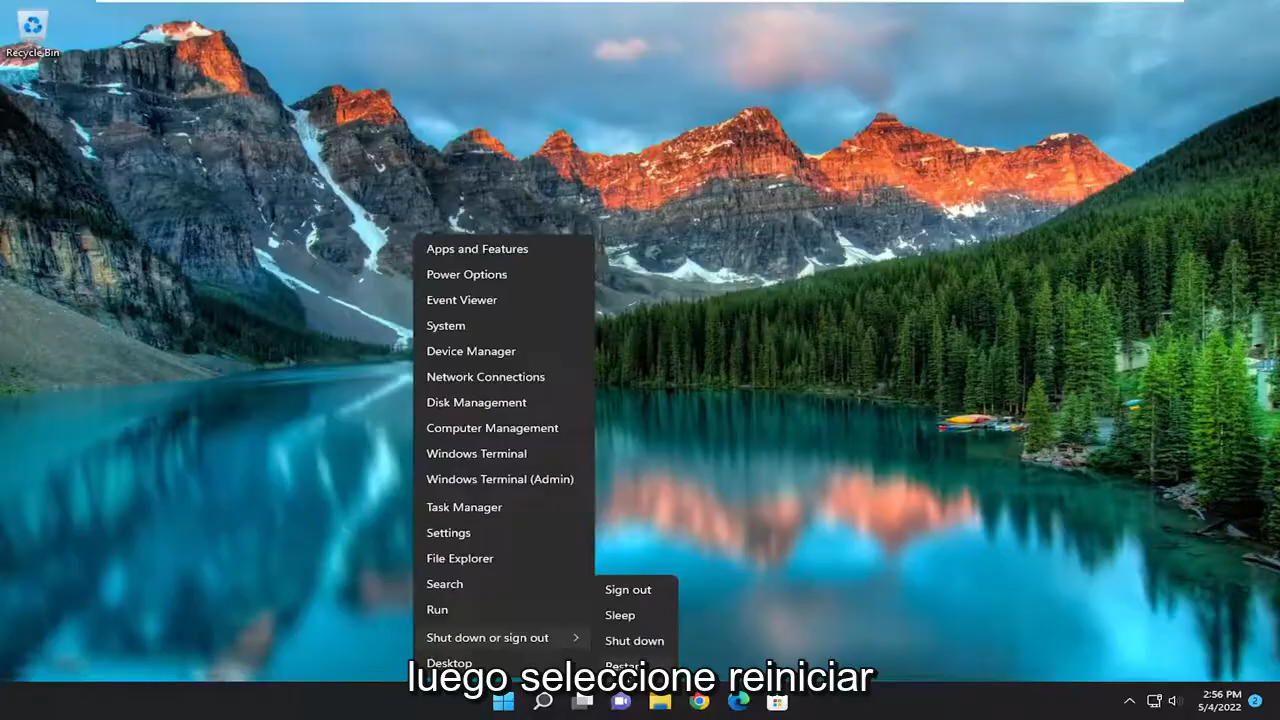 Recycle Bin
Apps and Features
Power Options
Event Viewer
System
Device Manager
Network Connections
Disk Management
Computer Management
Windows Terminal
Windows Terminal (Admin)
Task Manager
Settings
File Explorer
Search
Run
Shut down or sign out
Desktop
Sign out
Sleep
Shut down
Restart
luego seleccione reiniciar
2:56 PM
5/4/2022
2